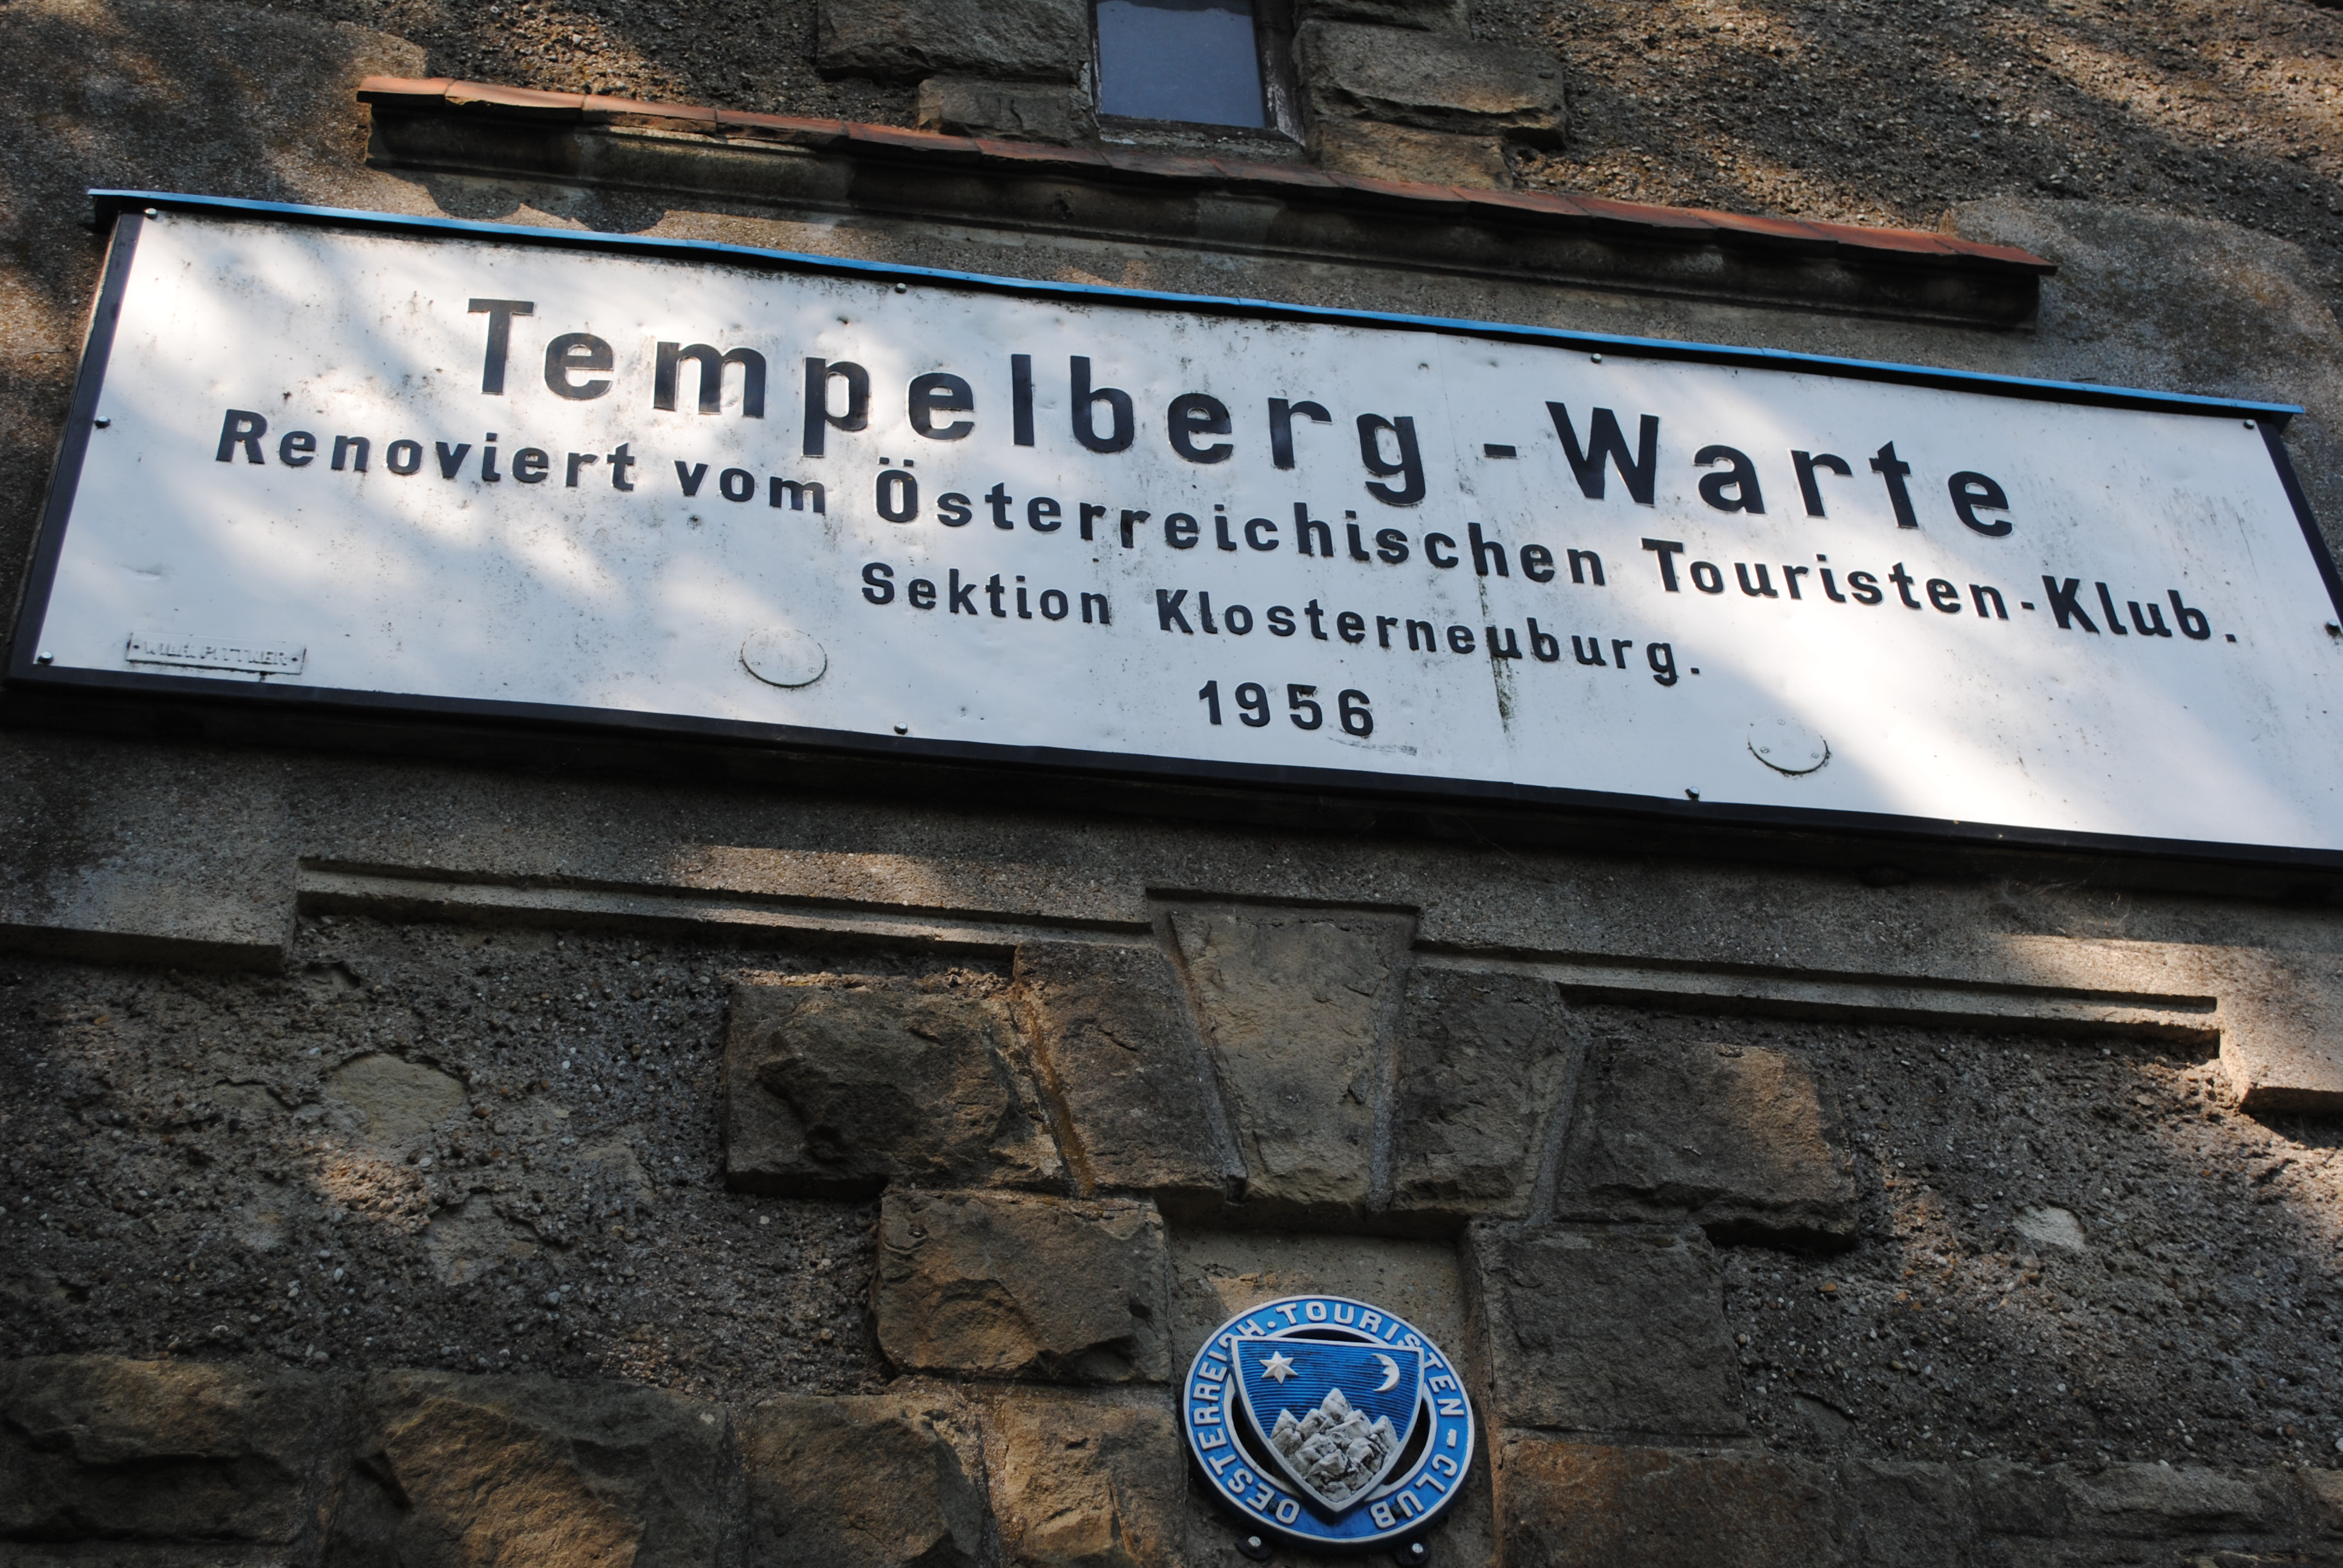 Tempelberg - Warte
Renoviert vom Österreichischen Touristen-Klub.
Sektion Klosterneuburg.
1956
OESTERREICH·TOURISTEN-CLUB